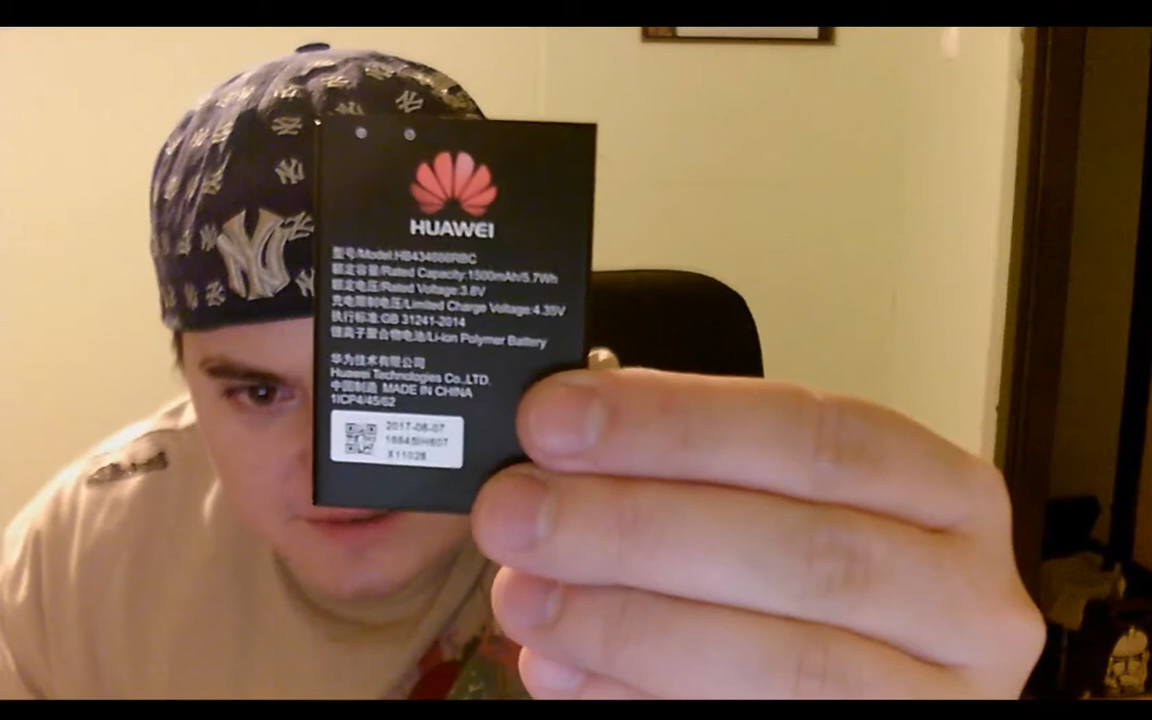 HUAWEI
型号/Model:HB434666RBC
额定容量/Rated Capacity:1500mAh/5.7Wh
额定电压/Rated Voltage:3.8V
充电限制电压/Limited Charge Voltage:4.35V
执行标准:GB 31241-2014
锂离子聚合物电池/Li-ion Polymer Battery
华为技术有限公司
Huawei Technologies Co.,LTD.
中国制造 MADE IN CHINA
1ICP4/45/62
2017-06-07
X11028
NY